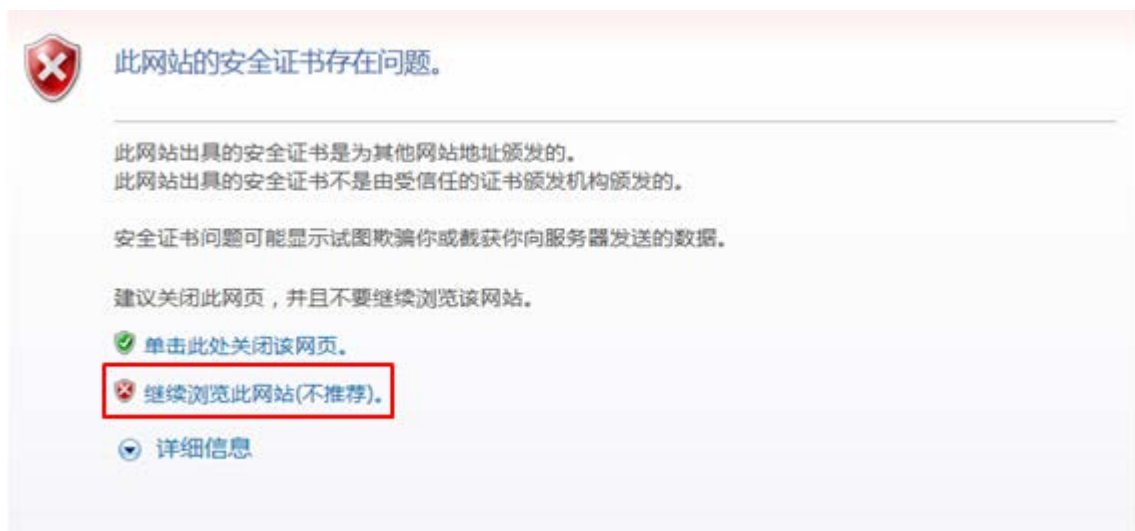 此网站的安全证书存在问题。
此网站出具的安全证书是为其他网站地址颁发的。
此网站出具的安全证书不是由受信任的证书颁发机构颁发的。
安全证书问题可能显示试图欺骗你或截获你向服务器发送的数据。
建议关闭此网页，并且不要继续浏览该网站。
单击此处关闭该网页。
继续浏览此网站(不推荐)。
详细信息